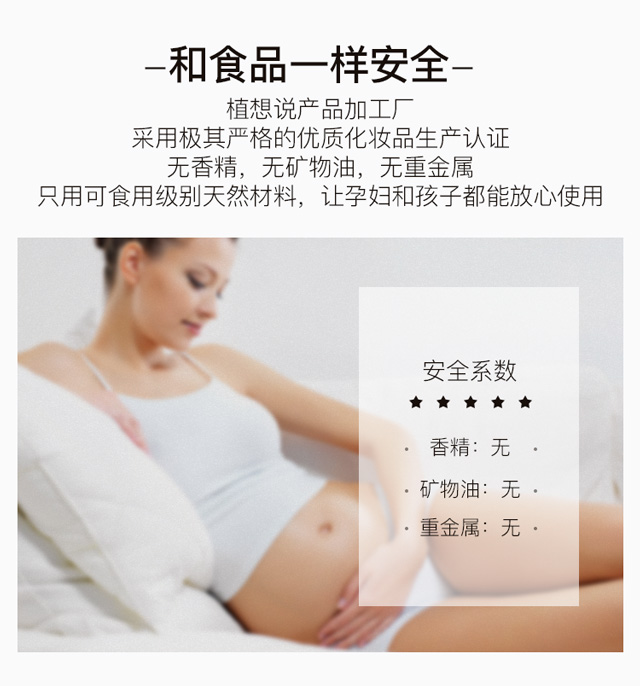 —和食品一样安全—
植想说产品加工厂
采用极其严格的优质化妆品生产认证
无香精，无矿物油，无重金属
只用可食用级别天然材料，让孕妇和孩子都能放心使用
安全系数
★ ★ ★ ★ ★
· 香精：无 ·
· 矿物油：无 ·
· 重金属：无 ·